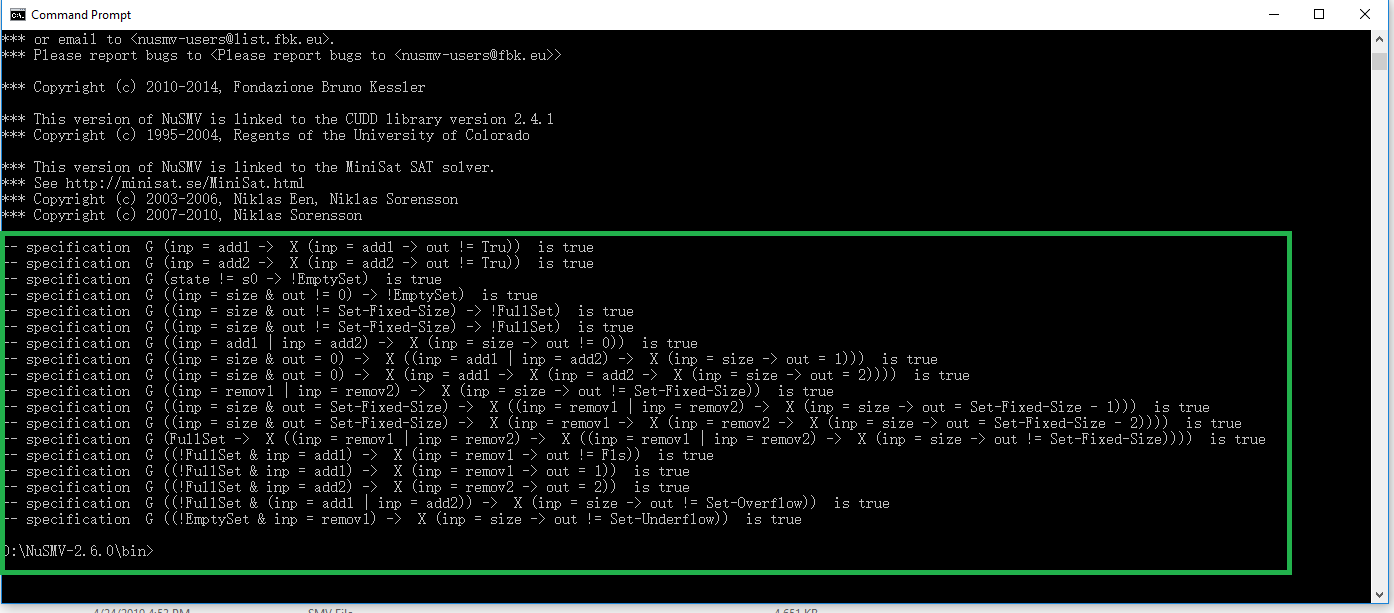 Command Prompt
*** or email to <nusmv-users@list.fbk.eu>.
*** Please report bugs to <Please report bugs to <nusmv-users@fbk.eu>>
*** Copyright (c) 2010-2014, Fondazione Bruno Kessler
*** This version of NuSMV is linked to the CUDD library version 2.4.1
*** Copyright (c) 1995-2004, Regents of the University of Colorado
*** This version of NuSMV is linked to the MiniSat SAT solver.
*** See http://minisat.se/MiniSat.html
*** Copyright (c) 2003-2006, Niklas Een, Niklas Sorensson
*** Copyright (c) 2007-2010, Niklas Sorensson
-- specification  G (inp = add1 ->  X (inp = add1 -> out != Tru))  is true
-- specification  G (inp = add2 ->  X (inp = add2 -> out != Tru))  is true
-- specification  G (state != s0 -> !EmptySet)  is true
-- specification  G ((inp = size & out != 0) -> !EmptySet)  is true
-- specification  G ((inp = size & out != Set-Fixed-Size) -> !FullSet)  is true
-- specification  G ((inp = size & out != Set-Fixed-Size) -> !FullSet)  is true
-- specification  G ((inp = add1 | inp = add2) ->  X (inp = size -> out != 0))  is true
-- specification  G ((inp = size & out = 0) ->  X ((inp = add1 | inp = add2) ->  X (inp = size -> out = 1)))  is true
-- specification  G ((inp = size & out = 0) ->  X (inp = add1 ->  X (inp = add2 ->  X (inp = size -> out = 2))))  is true
-- specification  G ((inp = remov1 | inp = remov2) ->  X (inp = size -> out != Set-Fixed-Size))  is true
-- specification  G ((inp = size & out = Set-Fixed-Size) ->  X ((inp = remov1 | inp = remov2) ->  X (inp = size -> out = Set-Fixed-Size - 1)))  is true
-- specification  G ((inp = size & out = Set-Fixed-Size) ->  X (inp = remov1 ->  X (inp = remov2 ->  X (inp = size -> out = Set-Fixed-Size - 2))))  is true
-- specification  G (FullSet ->  X ((inp = remov1 | inp = remov2) ->  X ((inp = remov1 | inp = remov2) ->  X (inp = size -> out != Set-Fixed-Size))))  is true
-- specification  G ((!FullSet & inp = add1) ->  X (inp = remov1 -> out != Fls))  is true
-- specification  G ((!FullSet & inp = add1) ->  X (inp = remov1 -> out = 1))  is true
-- specification  G ((!FullSet & inp = add2) ->  X (inp = remov2 -> out = 2))  is true
-- specification  G ((!FullSet & (inp = add1 | inp = add2)) ->  X (inp = size -> out != Set-Overflow))  is true
-- specification  G ((!EmptySet & inp = remov1) ->  X (inp = size -> out != Set-Underflow))  is true
D:\NuSMV-2.6.0\bin>
4/24/2019 4:53 PM SMV File 4,651 KB